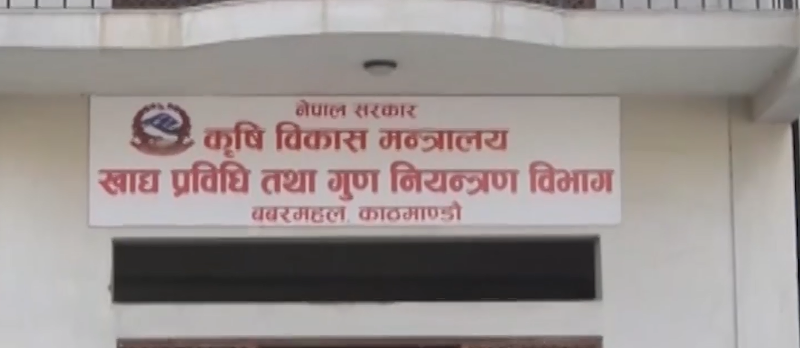 नेपाल सरकार
कृषि विकास मन्त्रालय
खाद्य प्रविधि तथा गुण नियन्त्रण विभाग
बबरमहल, काठमाण्डौ